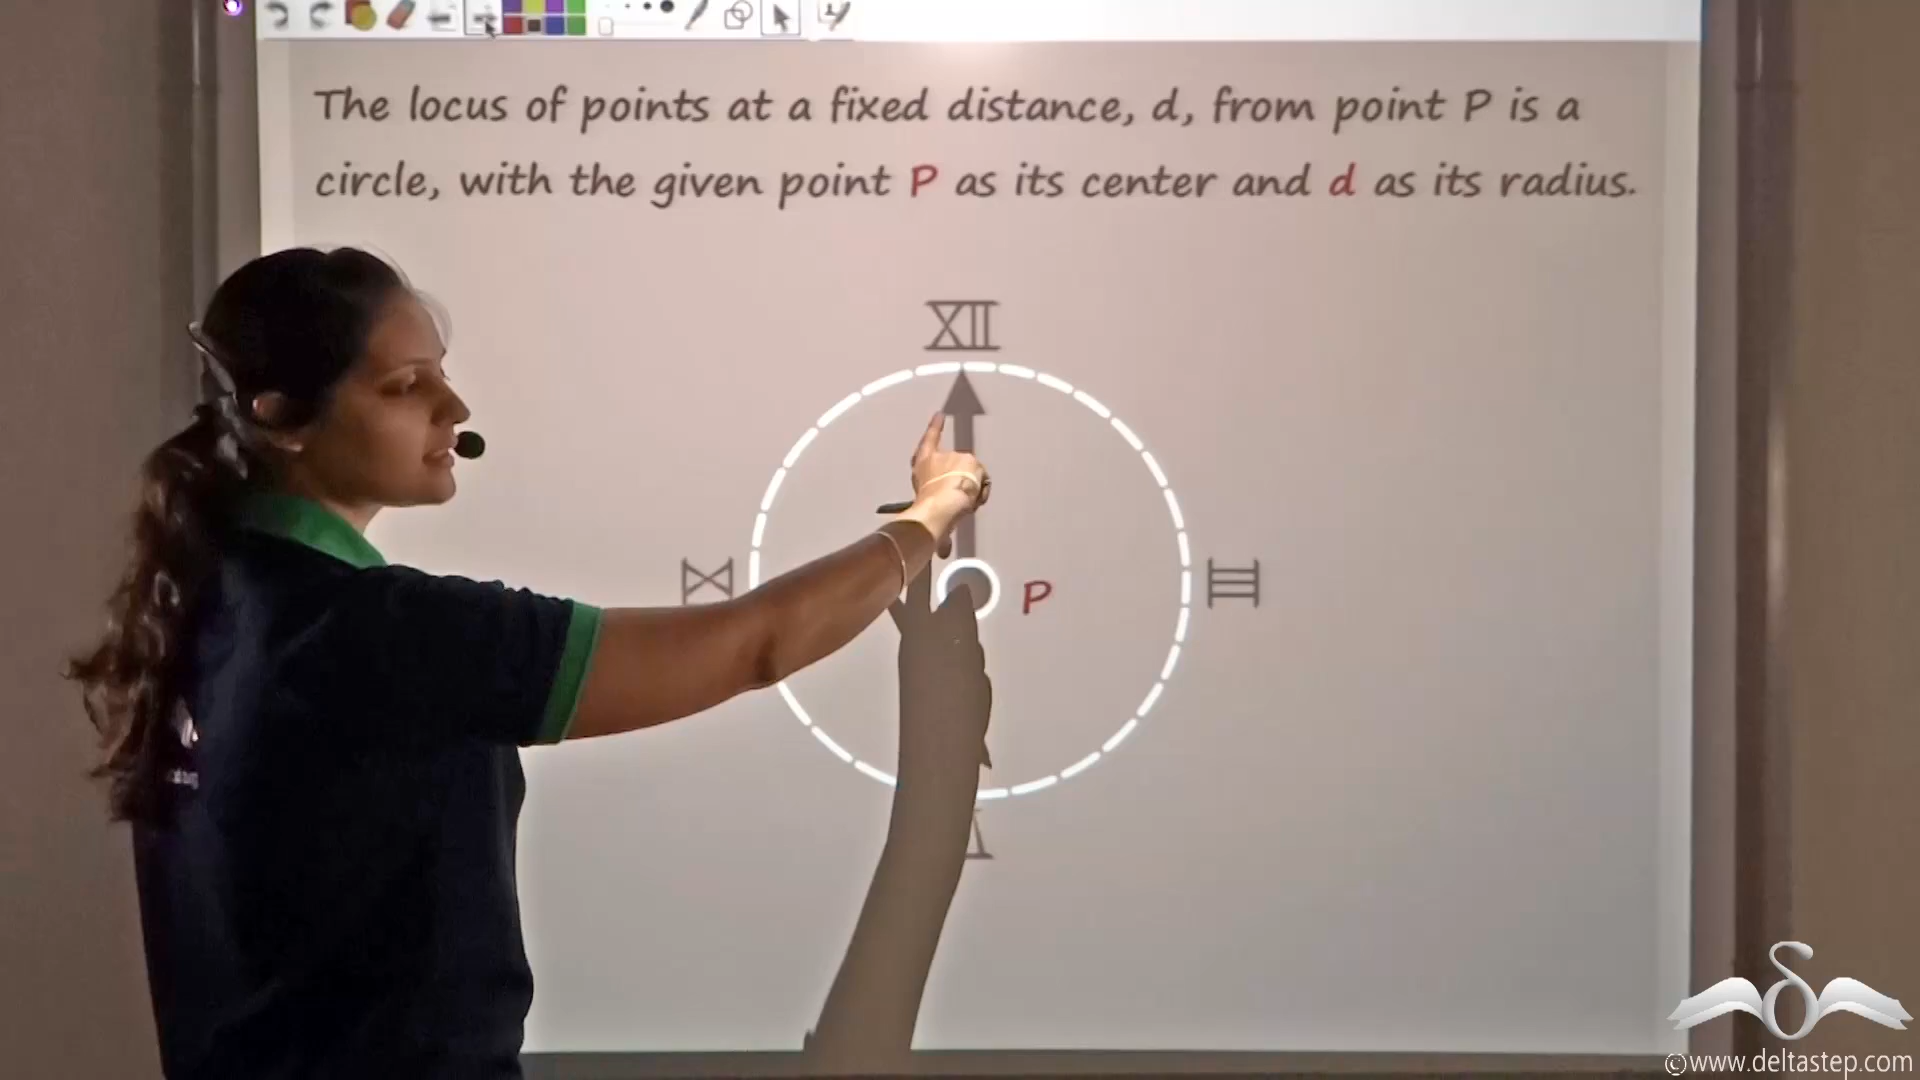 The locus of points at a fixed distance, d, from point P is a
circle, with the given point P as its center and d as its radius.
XII
IX
III
P
©www.deltastep.com